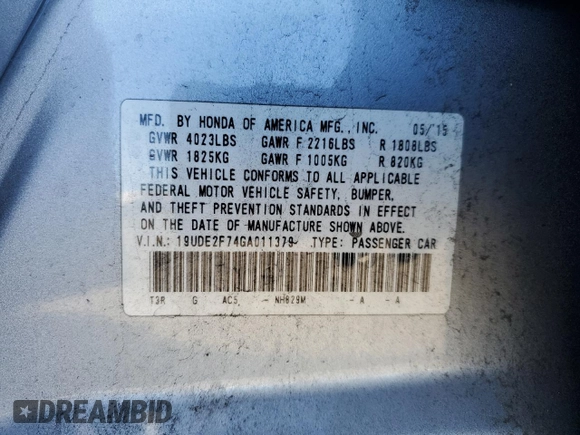 MFD. BY HONDA OF AMERICA MFG., INC. 05/15
GVWR 4023LBS GAWR F 2216LBS R 1808LBS
GVWR 1825KG GAWR F 1005KG R 820KG
THIS VEHICLE CONFORMS TO ALL APPLICABLE
FEDERAL MOTOR VEHICLE SAFETY, BUMPER,
AND THEFT PREVENTION STANDARDS IN EFFECT
ON THE DATE OF MANUFACTURE SHOWN ABOVE.
V.I.N.: 19UDE2F74GA011379 TYPE: PASSENGER CAR
T3R G AC5 - NH829M - A - A
DREAMBID